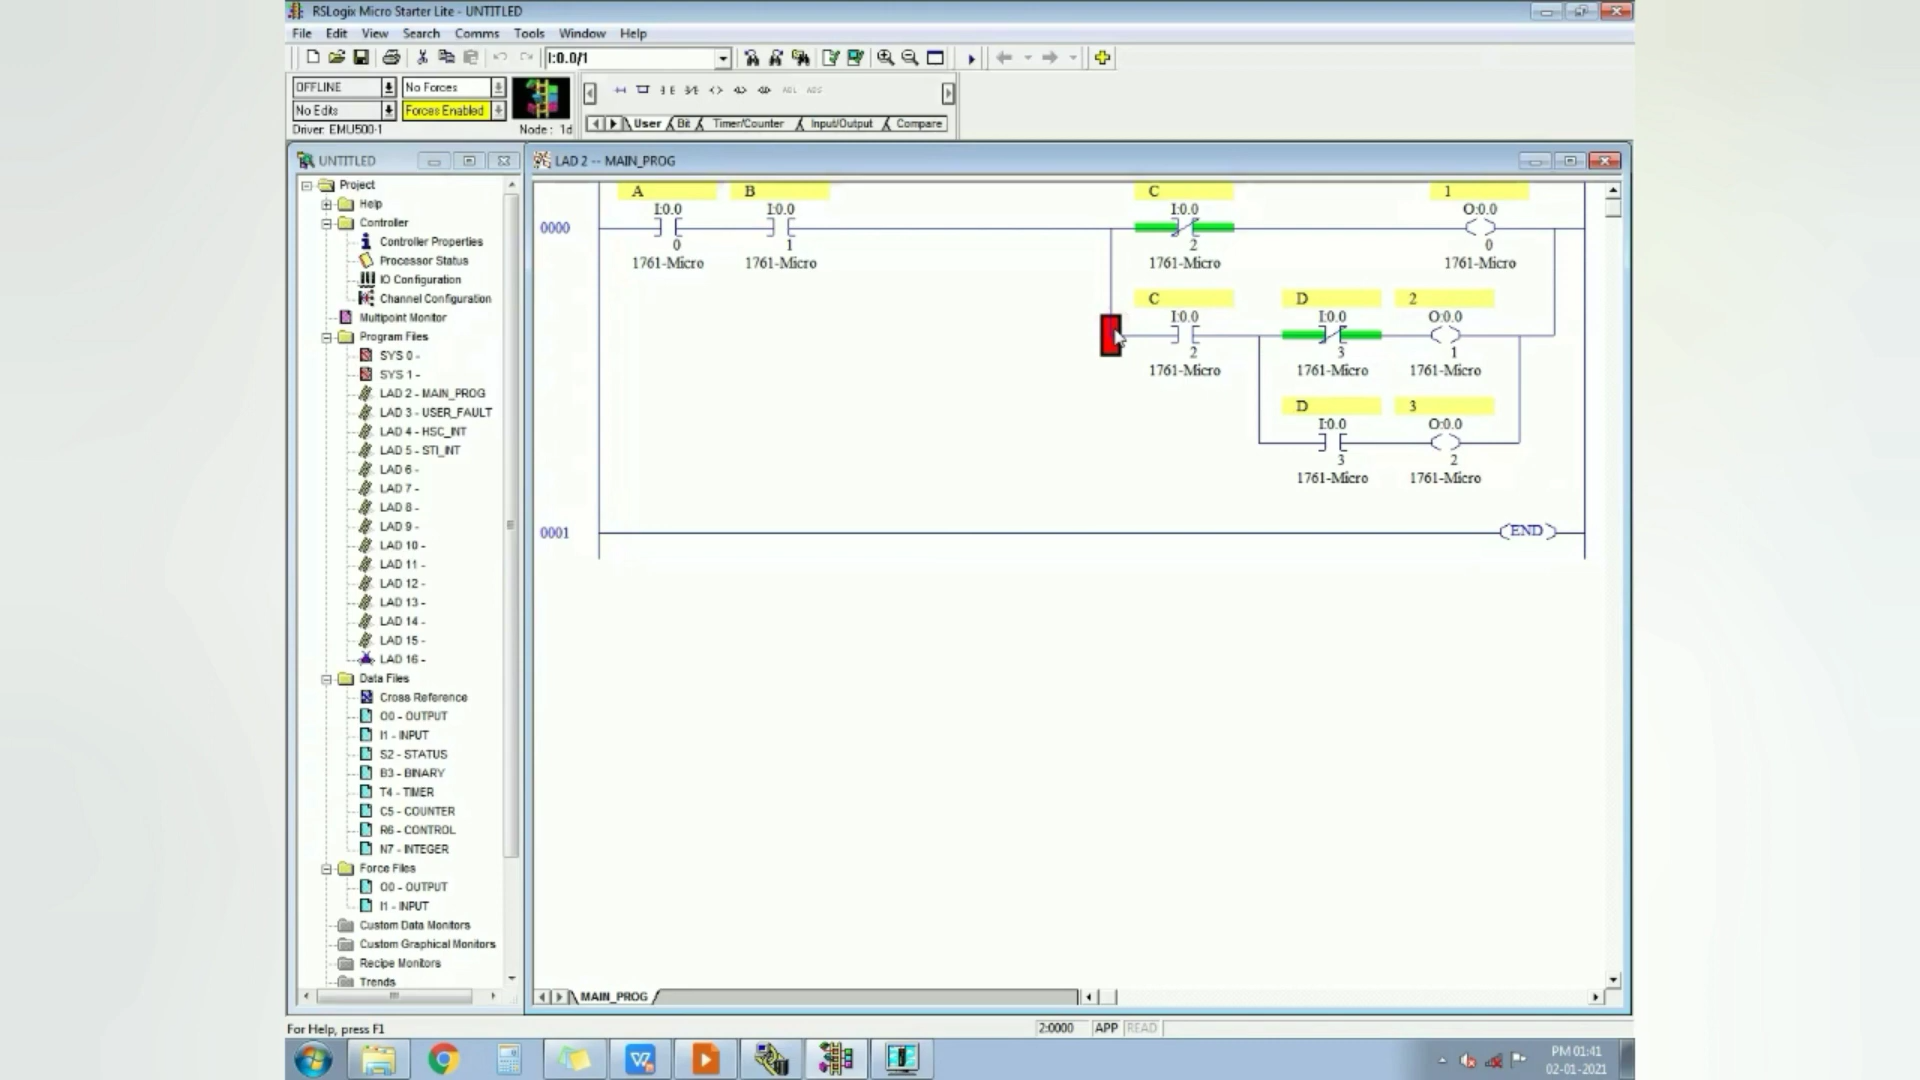 RSLogix Micro Starter Lite - UNTITLED
File Edit View Search Comms Tools Window Help
I:0.0/1
OFFLINE No Forces
No Edits Forces Enabled
Driver: EMU500-1 Node: 1d
User Bit Timer/Counter Input/Output Compare
UNTITLED
Project
Help
Controller
Controller Properties
Processor Status
IO Configuration
Channel Configuration
Multipoint Monitor
Program Files
SYS 0 -
SYS 1 -
LAD 2 - MAIN_PROG
LAD 3 - USER_FAULT
LAD 4 - HSC_INT
LAD 5 - STI_INT
LAD 6 -
LAD 7 -
LAD 8 -
LAD 9 -
LAD 10 -
LAD 11 -
LAD 12 -
LAD 13 -
LAD 14 -
LAD 15 -
LAD 16 -
Data Files
Cross Reference
O0 - OUTPUT
I1 - INPUT
S2 - STATUS
B3 - BINARY
T4 - TIMER
C5 - COUNTER
R6 - CONTROL
N7 - INTEGER
Force Files
O0 - OUTPUT
I1 - INPUT
Custom Data Monitors
Custom Graphical Monitors
Recipe Monitors
Trends
LAD 2 -- MAIN_PROG
A B C 1
I:0.0 I:0.0 I:0.0 O:0.0
0000
0 1 2 0
1761-Micro 1761-Micro 1761-Micro 1761-Micro
C D 2
I:0.0 I:0.0 O:0.0
2 3 1
1761-Micro 1761-Micro 1761-Micro
D 3
I:0.0 O:0.0
3 2
1761-Micro 1761-Micro
0001 END
MAIN_PROG
For Help, press F1
2:0000 APP READ
PM 01:41
02-01-2021